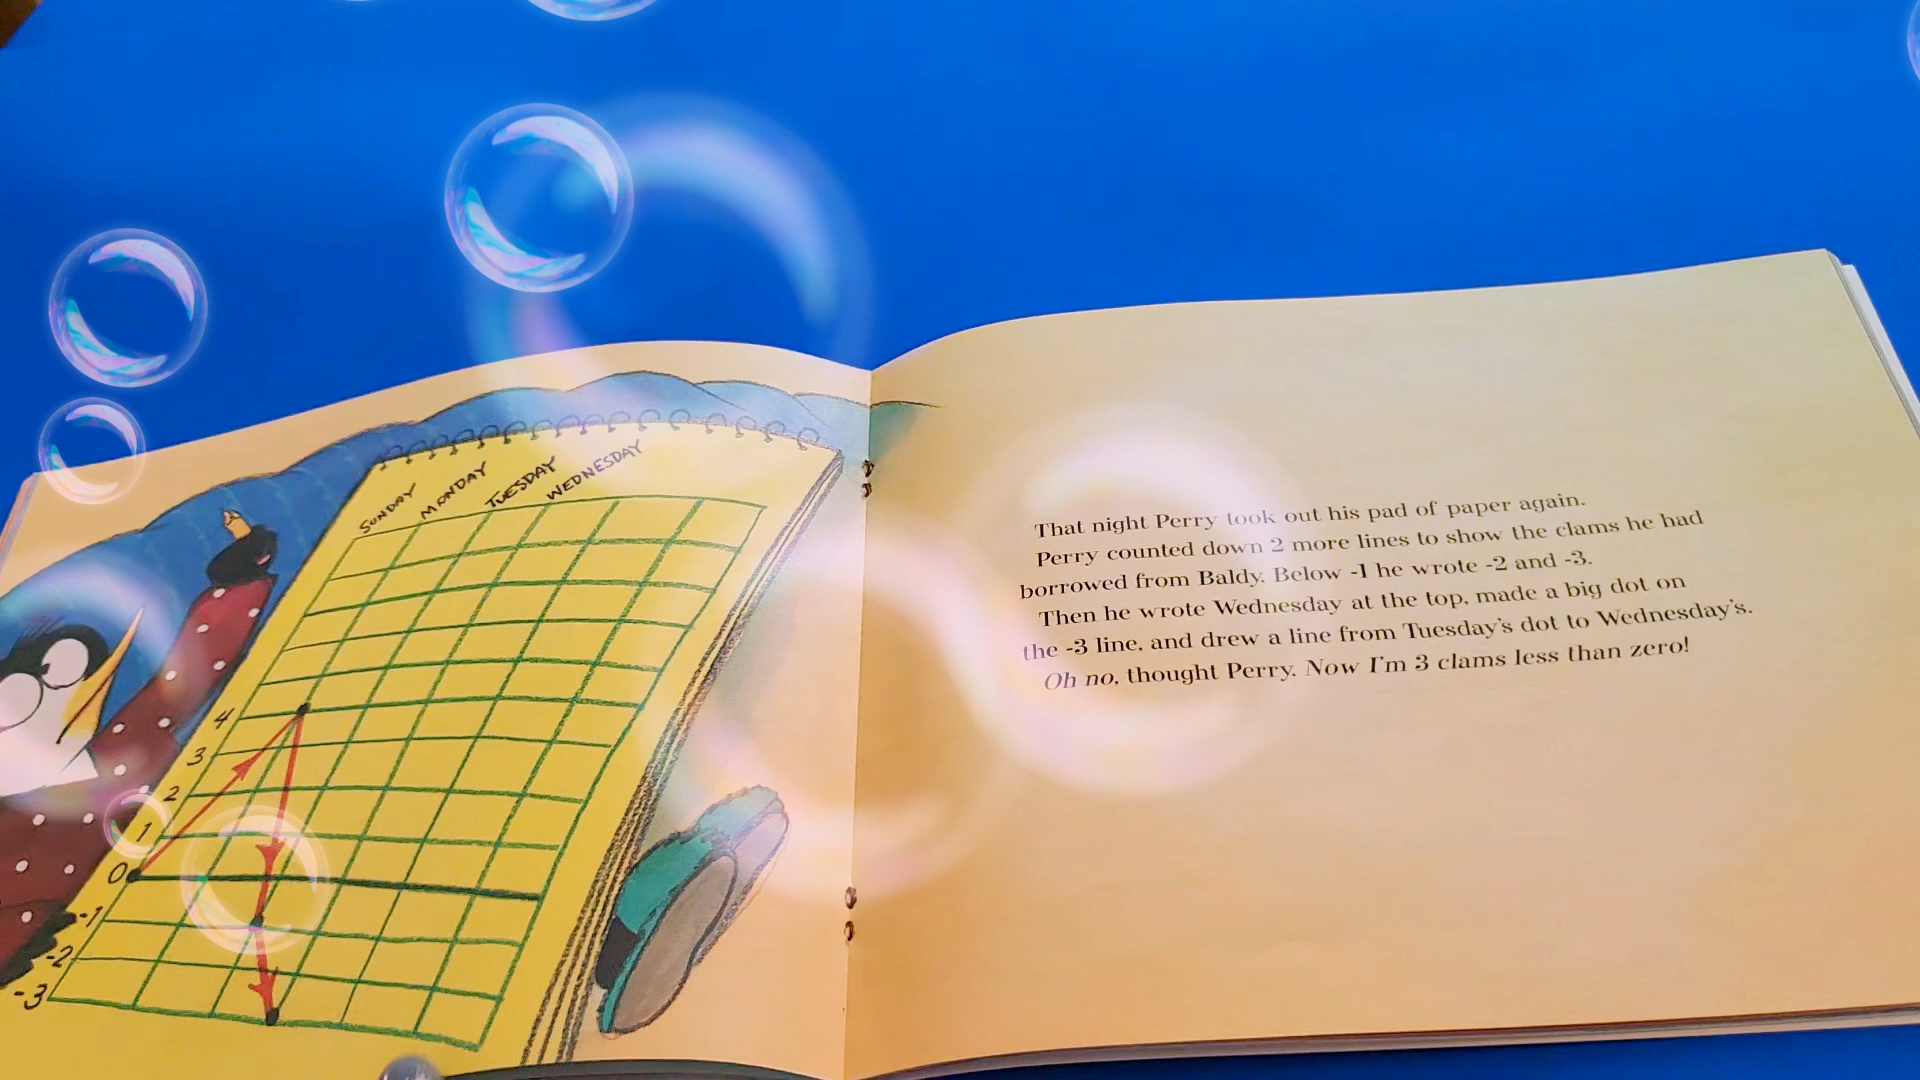 SUNDAY
MONDAY
TUESDAY
WEDNESDAY
4
3
2
1
0
-1
-2
-3
That night Perry took out his pad of paper again.
Perry counted down 2 more lines to show the clams he had
borrowed from Baldy. Below -1 he wrote -2 and -3.
Then he wrote Wednesday at the top, made a big dot on
the -3 line, and drew a line from Tuesday's dot to Wednesday's.
Oh no, thought Perry. Now I'm 3 clams less than zero!